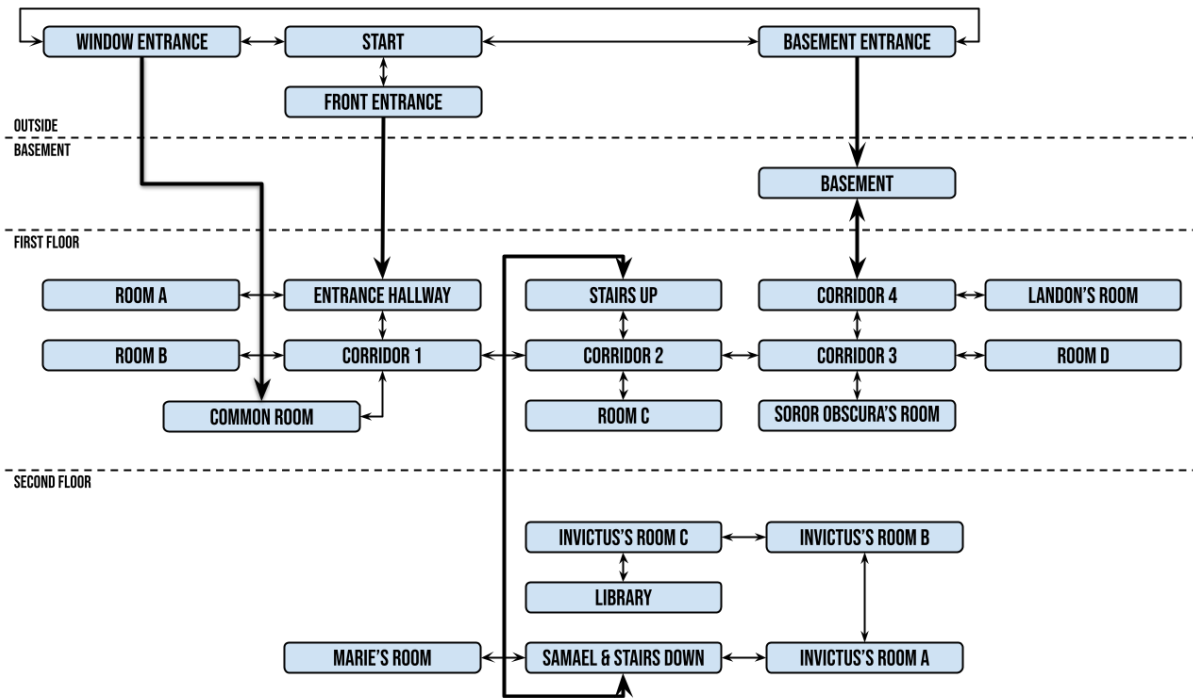 WINDOW ENTRANCE
START
BASEMENT ENTRANCE
FRONT ENTRANCE
OUTSIDE
BASEMENT
BASEMENT
FIRST FLOOR
ROOM A
ENTRANCE HALLWAY
STAIRS UP
CORRIDOR 4
LANDON'S ROOM
ROOM B
CORRIDOR 1
CORRIDOR 2
CORRIDOR 3
ROOM D
COMMON ROOM
ROOM C
SOROR OBSCURA'S ROOM
SECOND FLOOR
INVICTUS'S ROOM C
INVICTUS'S ROOM B
LIBRARY
MARIE'S ROOM
SAMAEL & STAIRS DOWN
INVICTUS'S ROOM A